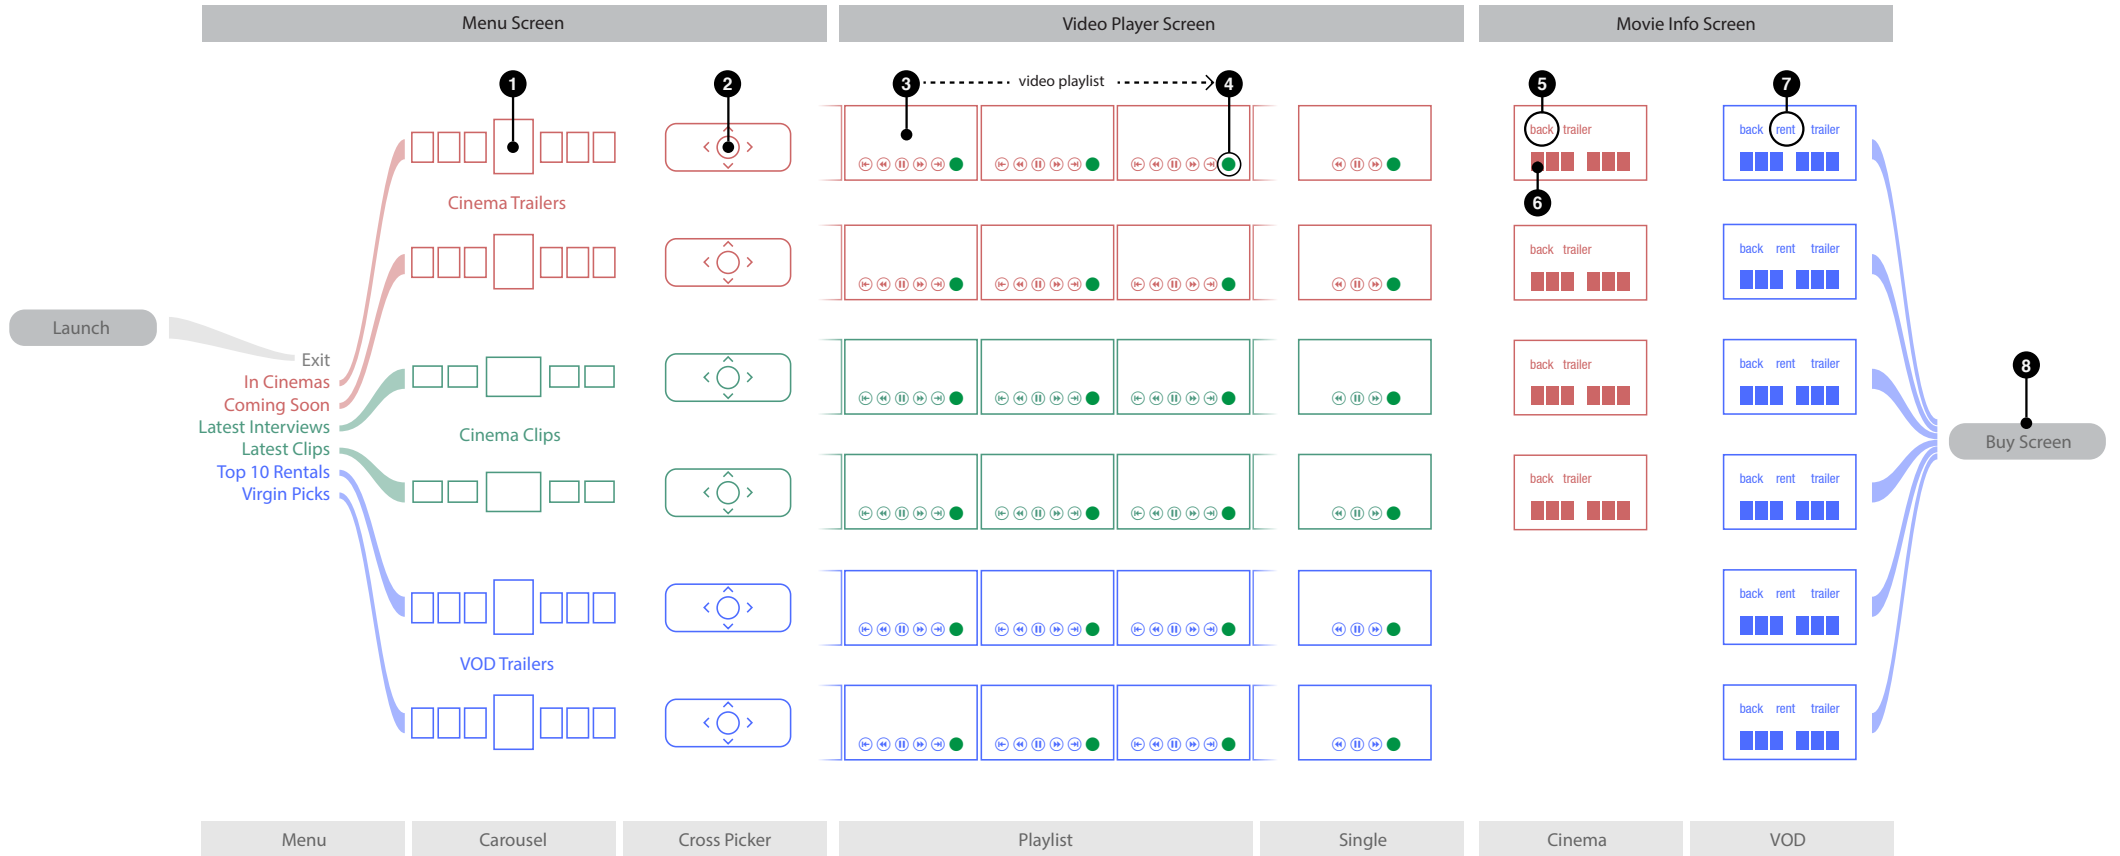 Menu Screen
Video Player Screen
Movie Info Screen
1
2
3
video playlist
4
5
7
back trailer
back rent trailer
6
Cinema Trailers
back trailer
back rent trailer
Launch
Exit
In Cinemas
Coming Soon
Latest Interviews
Latest Clips
Top 10 Rentals
Virgin Picks
back trailer
back rent trailer
8
Cinema Clips
Buy Screen
back trailer
back rent trailer
back rent trailer
VOD Trailers
back rent trailer
Menu
Carousel
Cross Picker
Playlist
Single
Cinema
VOD